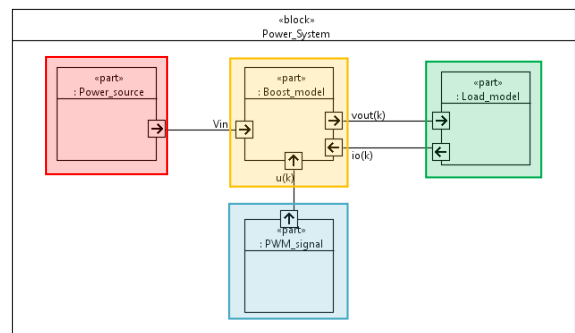 «block»
Power_System
«part»
: Power_source
«part»
: Boost_model
«part»
: Load_model
Vin
vout(k)
io(k)
u(k)
«part»
: PWM_signal